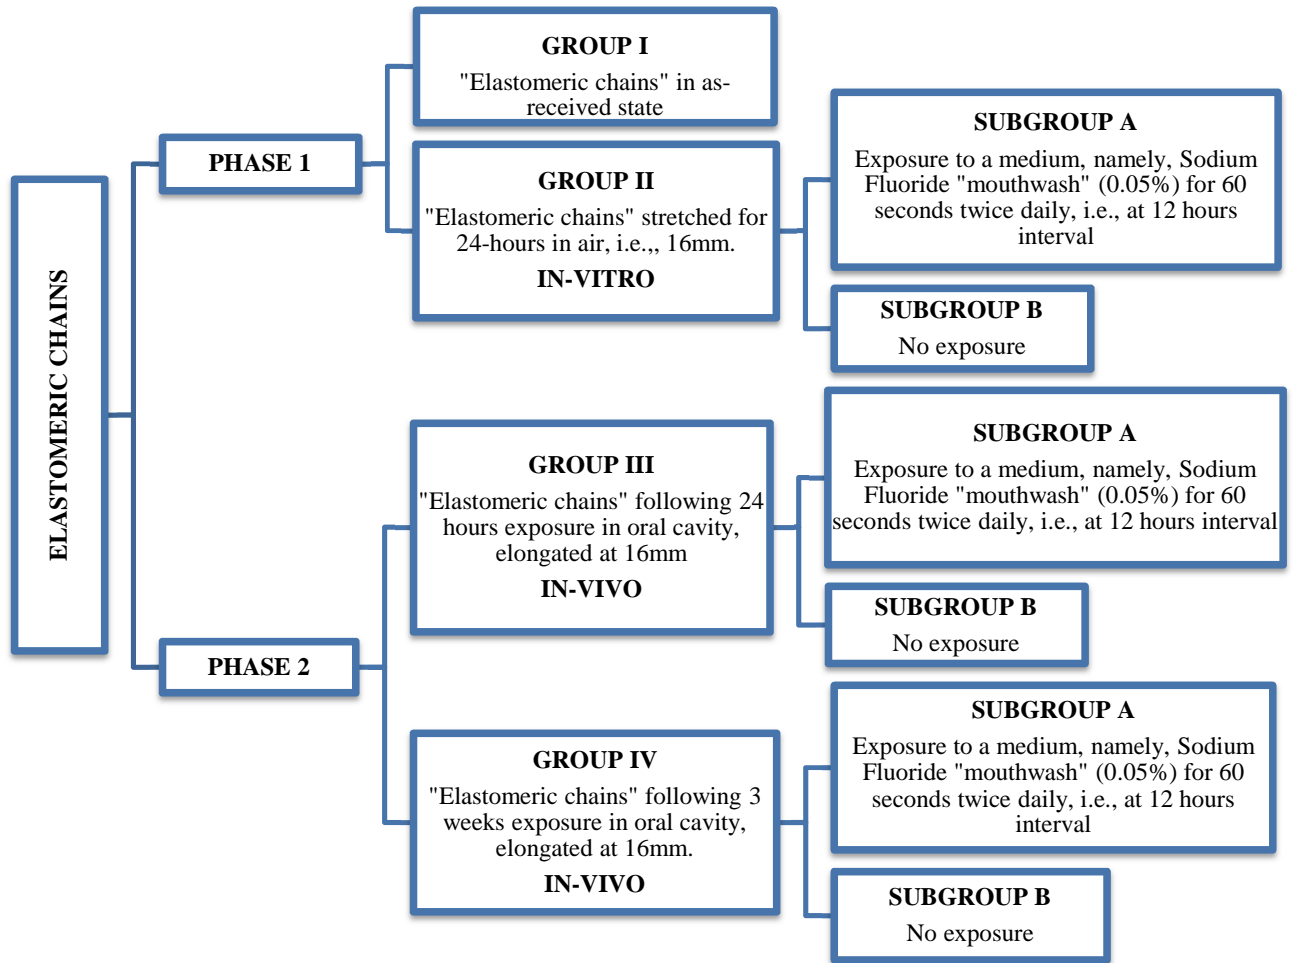 ELASTOMERIC CHAINS
PHASE 1
GROUP I
"Elastomeric chains" in as-
received state
GROUP II
"Elastomeric chains" stretched for
24-hours in air, i.e.,, 16mm.
IN-VITRO
SUBGROUP A
Exposure to a medium, namely, Sodium
Fluoride "mouthwash" (0.05%) for 60
seconds twice daily, i.e., at 12 hours
interval
SUBGROUP B
No exposure
PHASE 2
GROUP III
"Elastomeric chains" following 24
hours exposure in oral cavity,
elongated at 16mm
IN-VIVO
SUBGROUP A
Exposure to a medium, namely, Sodium
Fluoride "mouthwash" (0.05%) for 60
seconds twice daily, i.e., at 12 hours interval
SUBGROUP B
No exposure
GROUP IV
"Elastomeric chains" following 3
weeks exposure in oral cavity,
elongated at 16mm.
IN-VIVO
SUBGROUP A
Exposure to a medium, namely, Sodium
Fluoride "mouthwash" (0.05%) for 60
seconds twice daily, i.e., at 12 hours
interval
SUBGROUP B
No exposure